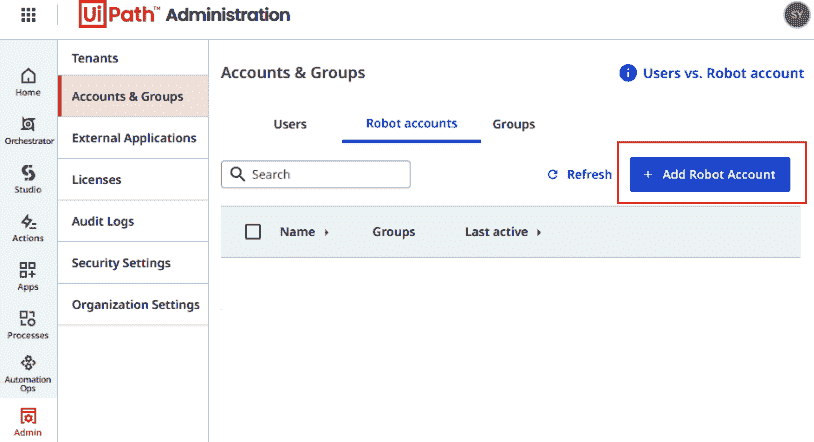 UiPath™ Administration
SY
Home
Orchestrator
Studio
Actions
Apps
Processes
Automation
Ops
Admin
Tenants
Accounts & Groups
External Applications
Licenses
Audit Logs
Security Settings
Organization Settings
Accounts & Groups
i Users vs. Robot account
Users Robot accounts Groups
Search
Refresh
+ Add Robot Account
Name Groups Last active